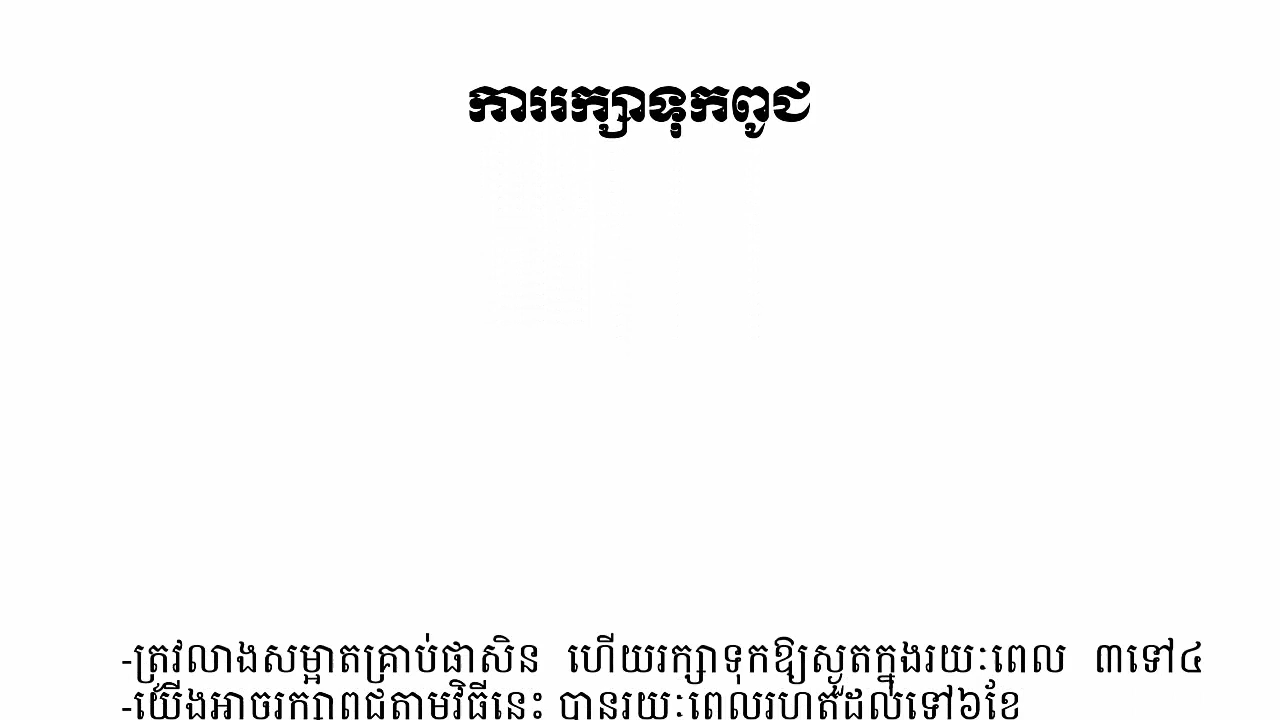 ការរក្សាទុកពូជ
-ត្រូវលាងសម្អាតគ្រាប់ផាសិន ហើយរក្សាទុកឱ្យស្ងួតក្នុងរយៈពេល ៣ទៅ៤
-យើងអាចរក្សាពូជតាមវិធីនេះ បានរយៈពេលរហូតដល់ទៅ៦ខែ